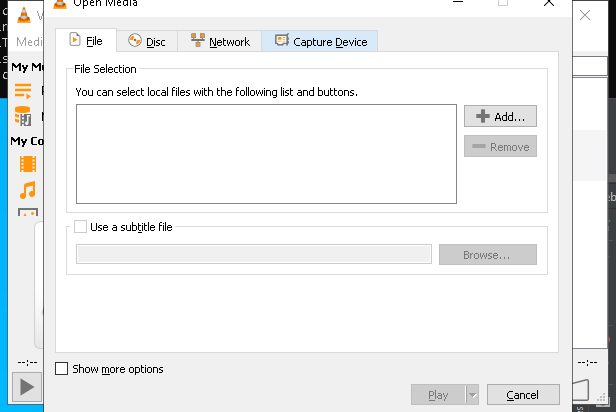 Open Media
Medi
File
Disc
Network
Capture Device
My M
File Selection
You can select local files with the following list and buttons.
Add...
Remove
My Co
Use a subtitle file
Browse...
--:--
--:--
Show more options
Play
Cancel